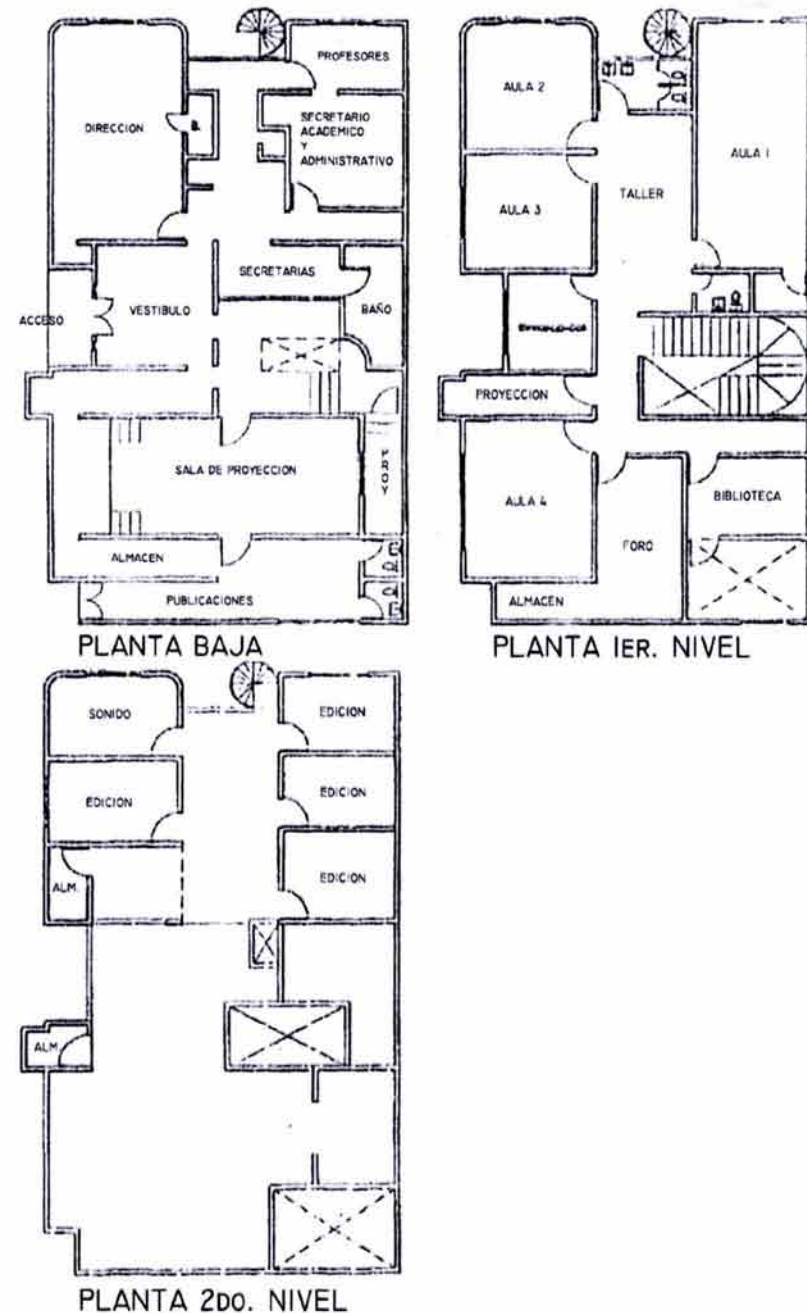 PROFESORES
DIRECCION
B.
SECRETARIO
ACADEMICO
Y
ADMINISTRATIVO
SECRETARIAS
ACCESO
VESTIBULO
BAÑO
SALA DE PROYECCION
PROY
ALMACEN
PUBLICACIONES
PLANTA BAJA
AULA 2
AULA 1
AULA 3
TALLER
PROYECCION
AULA 4
BIBLIOTECA
FORO
ALMACEN
PLANTA 1ER. NIVEL
SONIDO
EDICION
EDICION
EDICION
EDICION
ALM.
ALM.
PLANTA 2DO. NIVEL